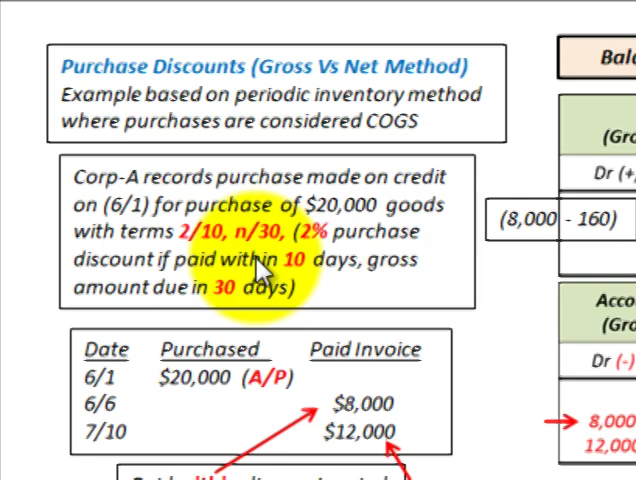 Purchase Discounts (Gross Vs Net Method)
Example based on periodic inventory method
where purchases are considered COGS
Corp-A records purchase made on credit
on (6/1) for purchase of $20,000 goods
with terms 2/10, n/30, (2% purchase
discount if paid within 10 days, gross
amount due in 30 days)
Date Purchased Paid Invoice
6/1 $20,000 (A/P)
6/6 $8,000
7/10 $12,000
(Gro
Dr (+
(8,000 - 160)
Acco
(Gro
Dr (-)
8,000
12,000